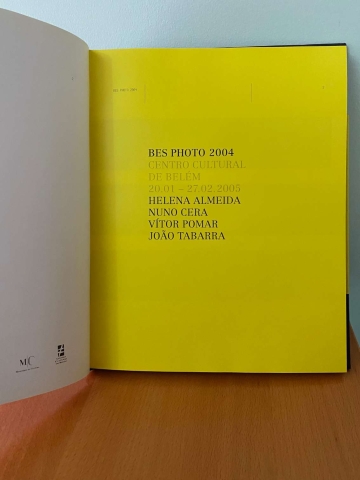 BES PHOTO 2004
CENTRO CULTURAL
DE BELÉM
20.01 – 27.02.2005
HELENA ALMEIDA
NUNO CERA
VÍTOR POMAR
JOÃO TABARRA